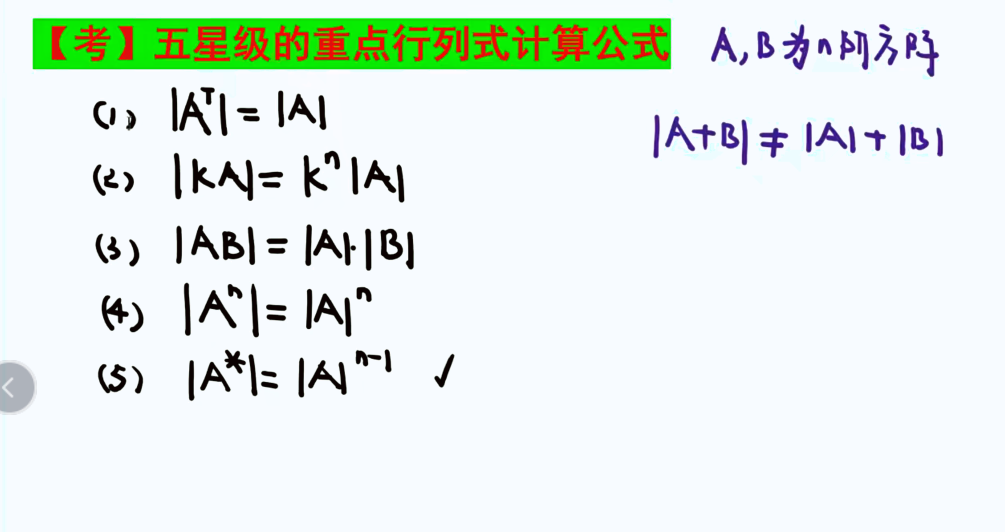 【考】五星级的重点行列式计算公式
A,B为n阶方阵
(1) |Aᵀ| = |A|
|A+B| ≠ |A| + |B|
(2) |kA| = kⁿ|A|
(3) |AB| = |A|·|B|
(4) |Aⁿ| = |A|ⁿ
(5) |A*| = |A|ⁿ⁻¹ ✓